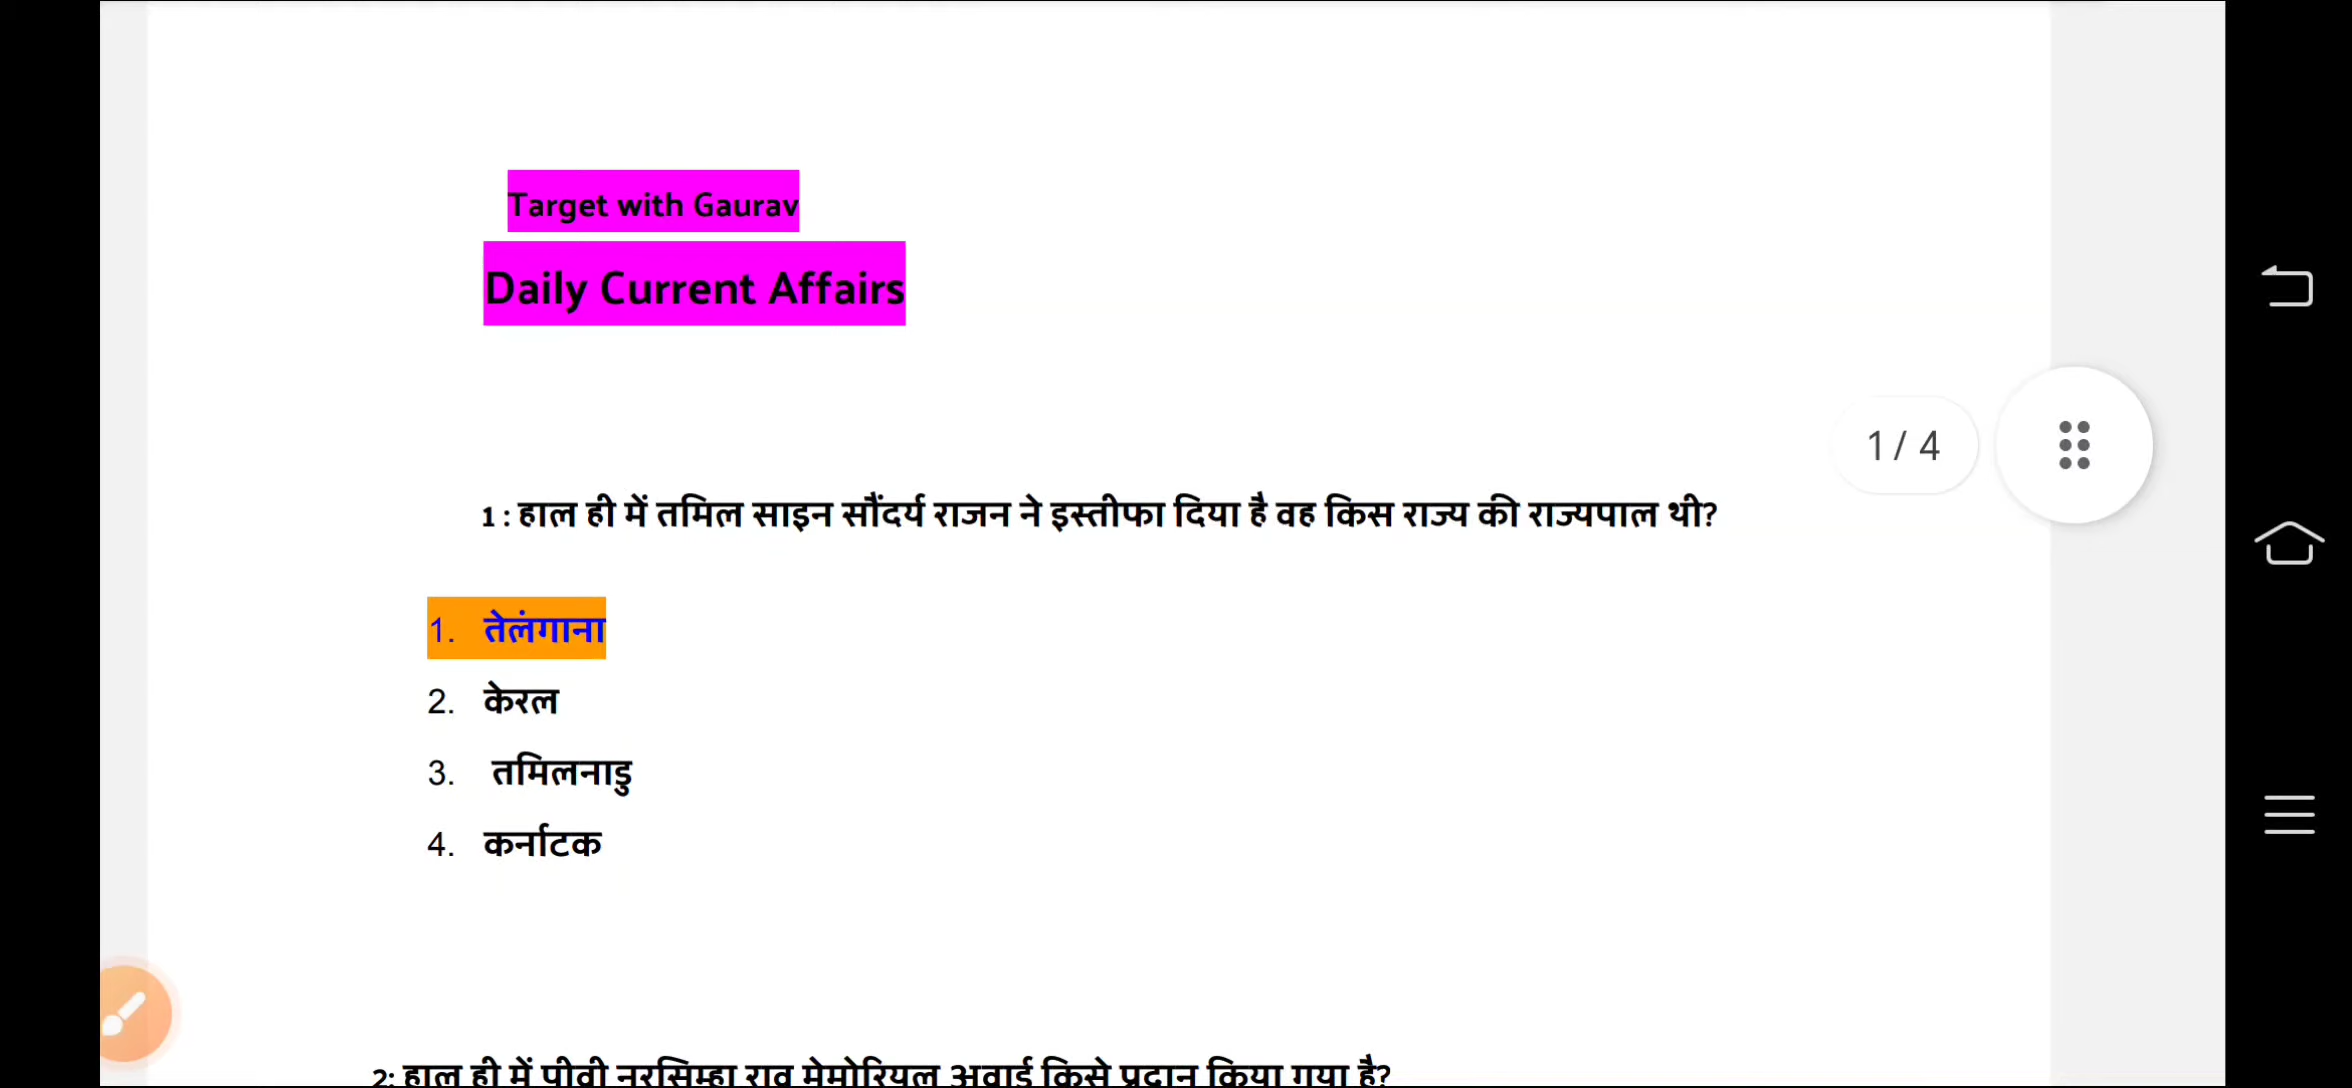 Target with Gaurav
Daily Current Affairs
1 / 4
1 : हाल ही में तमिल साइन सौंदर्य राजन ने इस्तीफा दिया है वह किस राज्य की राज्यपाल थी?
1. तेलंगाना
2. केरल
3. तमिलनाडु
4. कर्नाटक
2: हाल ही में पीवी नरसिम्हा राव मेमोरियल अवार्ड किसे प्रदान किया गया है?